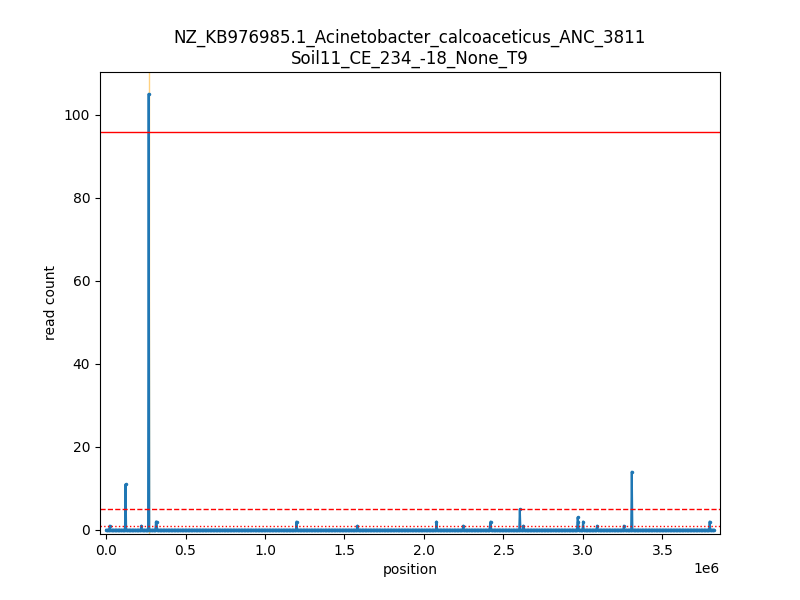 NZ_KB976985.1_Acinetobacter_calcoaceticus_ANC_3811
Soil11_CE_234_-18_None_T9
100
80
60
40
20
0
read count
0.0 0.5 1.0 1.5 2.0 2.5 3.0 3.5
1e6
position